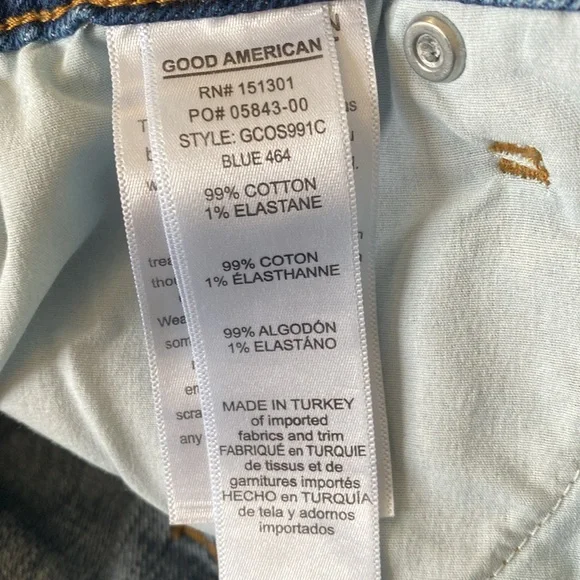 GOOD AMERICAN
RN# 151301
PO# 05843-00
STYLE: GCOS991C
BLUE 464
99% COTTON
1% ELASTANE
99% COTON
1% ÉLASTHANNE
99% ALGODÓN
1% ELASTÁNO
MADE IN TURKEY
of imported
fabrics and trim
FABRIQUÉ en TURQUIE
de tissus et de
garnitures importés
HECHO en TURQUÍA
de tela y adornos
importados
any